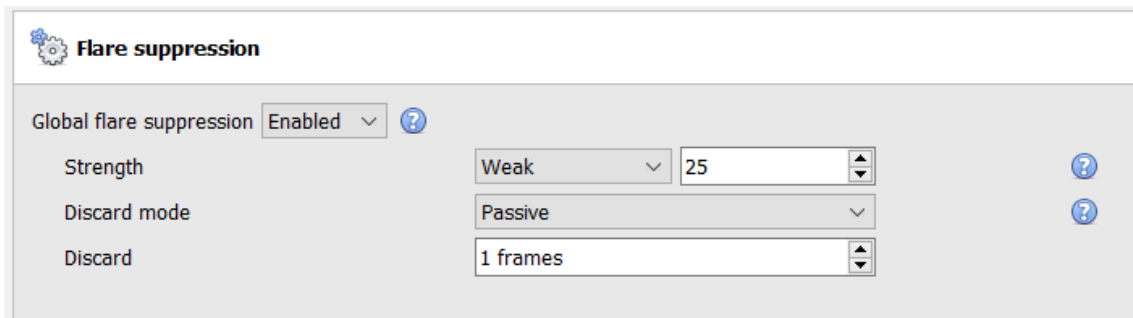 Flare suppression
Global flare suppression Enabled ?
Strength Weak 25 ?
Discard mode Passive ?
Discard 1 frames